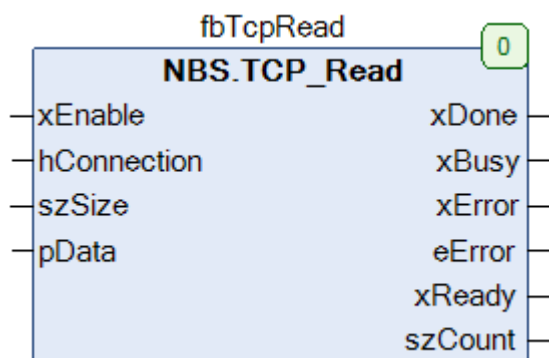 fbTcpRead
0
NBS.TCP_Read
xEnable xDone
hConnection xBusy
szSize xError
pData eError
xReady
szCount